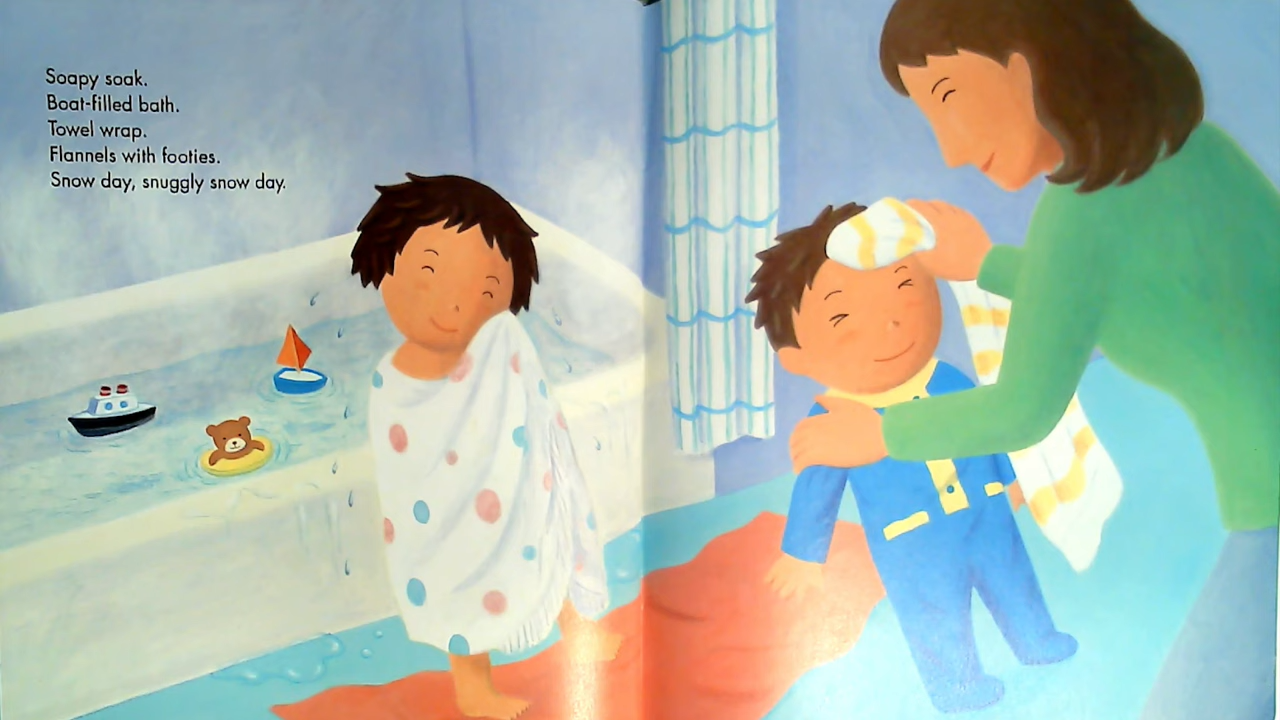 Soapy soak.
Boat-filled bath.
Towel wrap.
Flannels with footies.
Snow day, snuggly snow day.